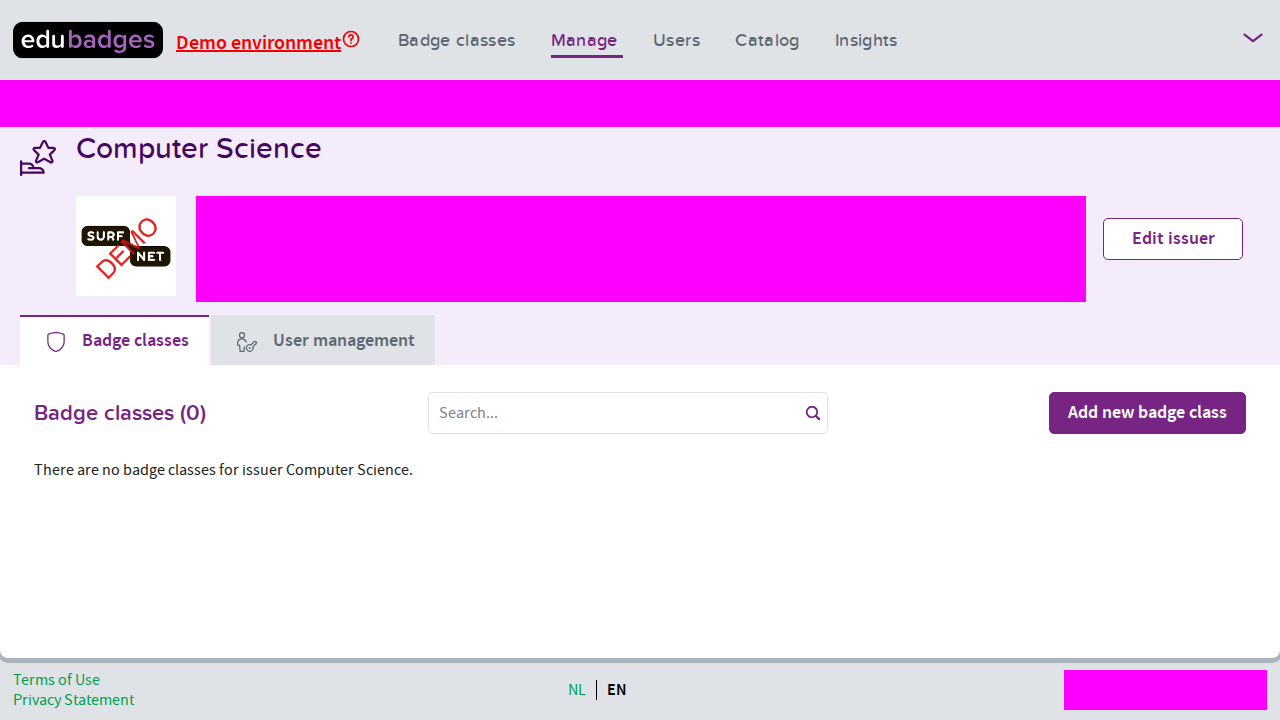 edubadges
Demo environment
Badge classes
Manage
Users
Catalog
Insights
Computer Science
SURF
NET
DEMO
Edit issuer
Badge classes
User management
Badge classes (0)
Search...
Add new badge class
There are no badge classes for issuer Computer Science.
Terms of Use
Privacy Statement
NL
EN